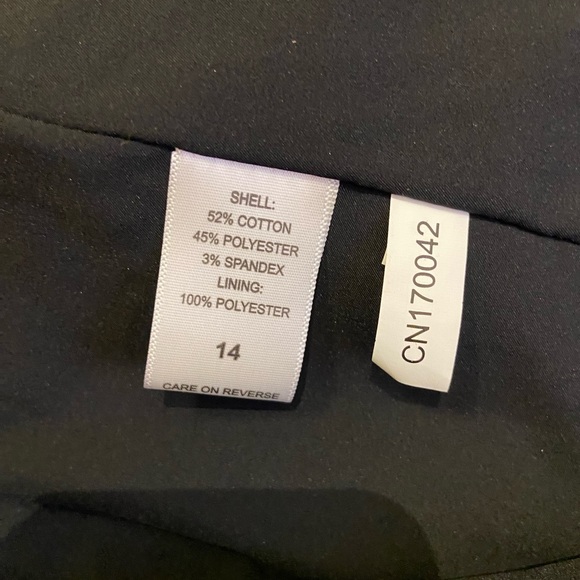 SHELL:
52% COTTON
45% POLYESTER
3% SPANDEX
LINING:
100% POLYESTER
14
CARE ON REVERSE
CN170042